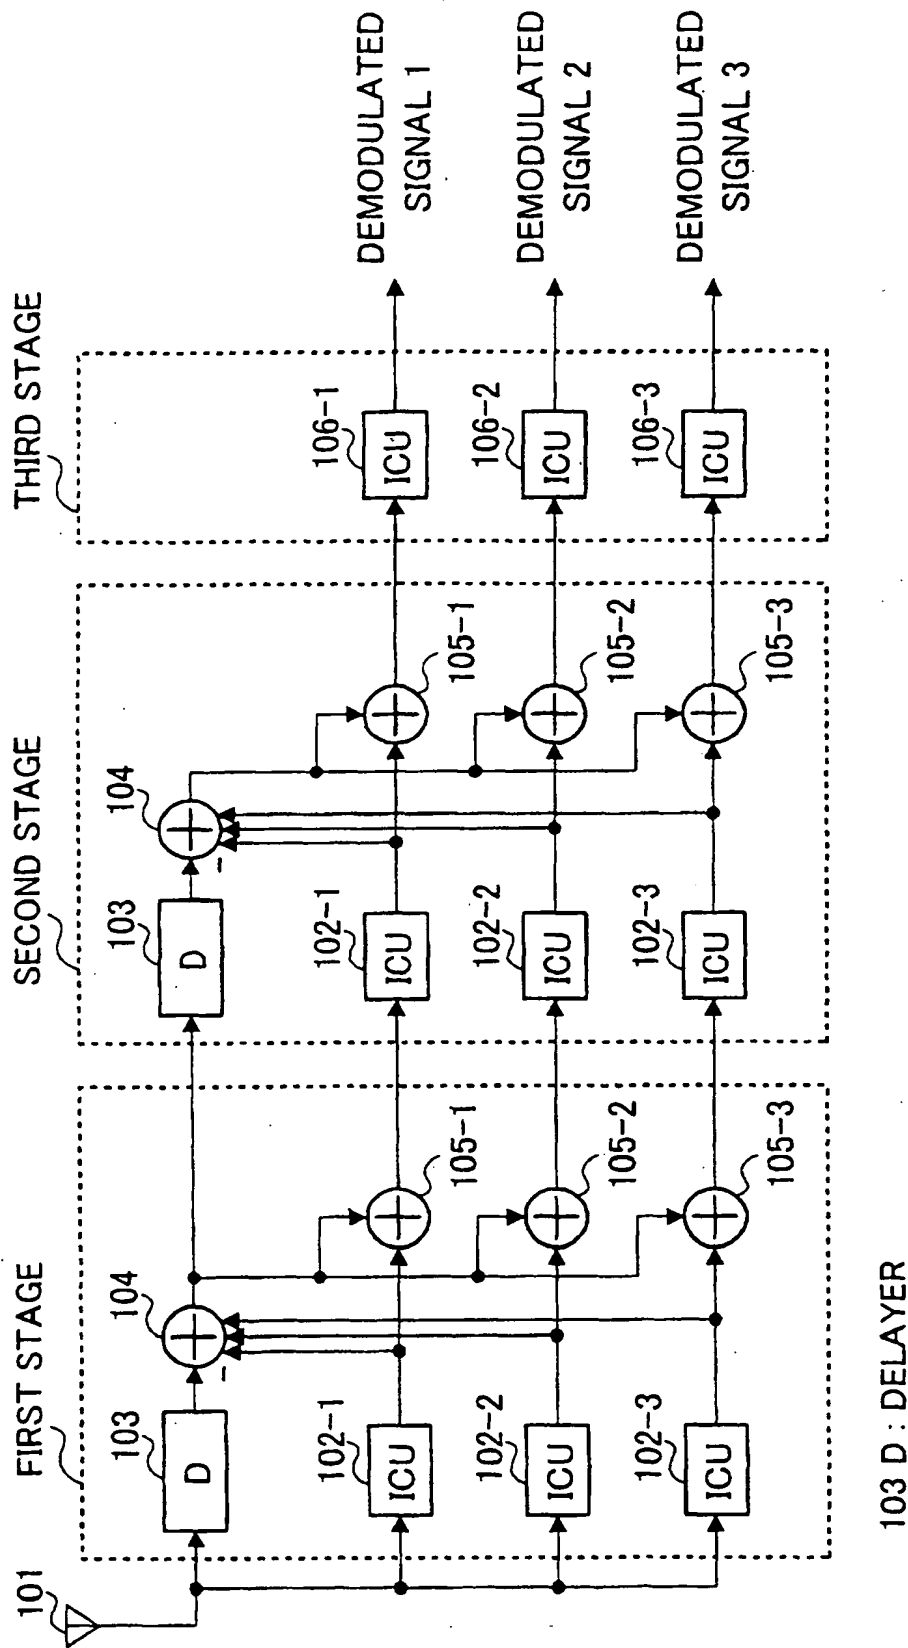 101
FIRST STAGE
103
D
104
−
102-1
ICU
102-2
ICU
102-3
ICU
105-1
105-2
105-3
SECOND STAGE
103
D
104
−
102-1
ICU
102-2
ICU
102-3
ICU
105-1
105-2
105-3
THIRD STAGE
106-1
ICU
106-2
ICU
106-3
ICU
DEMODULATED
SIGNAL 1
DEMODULATED
SIGNAL 2
DEMODULATED
SIGNAL 3
103 D : DELAYER